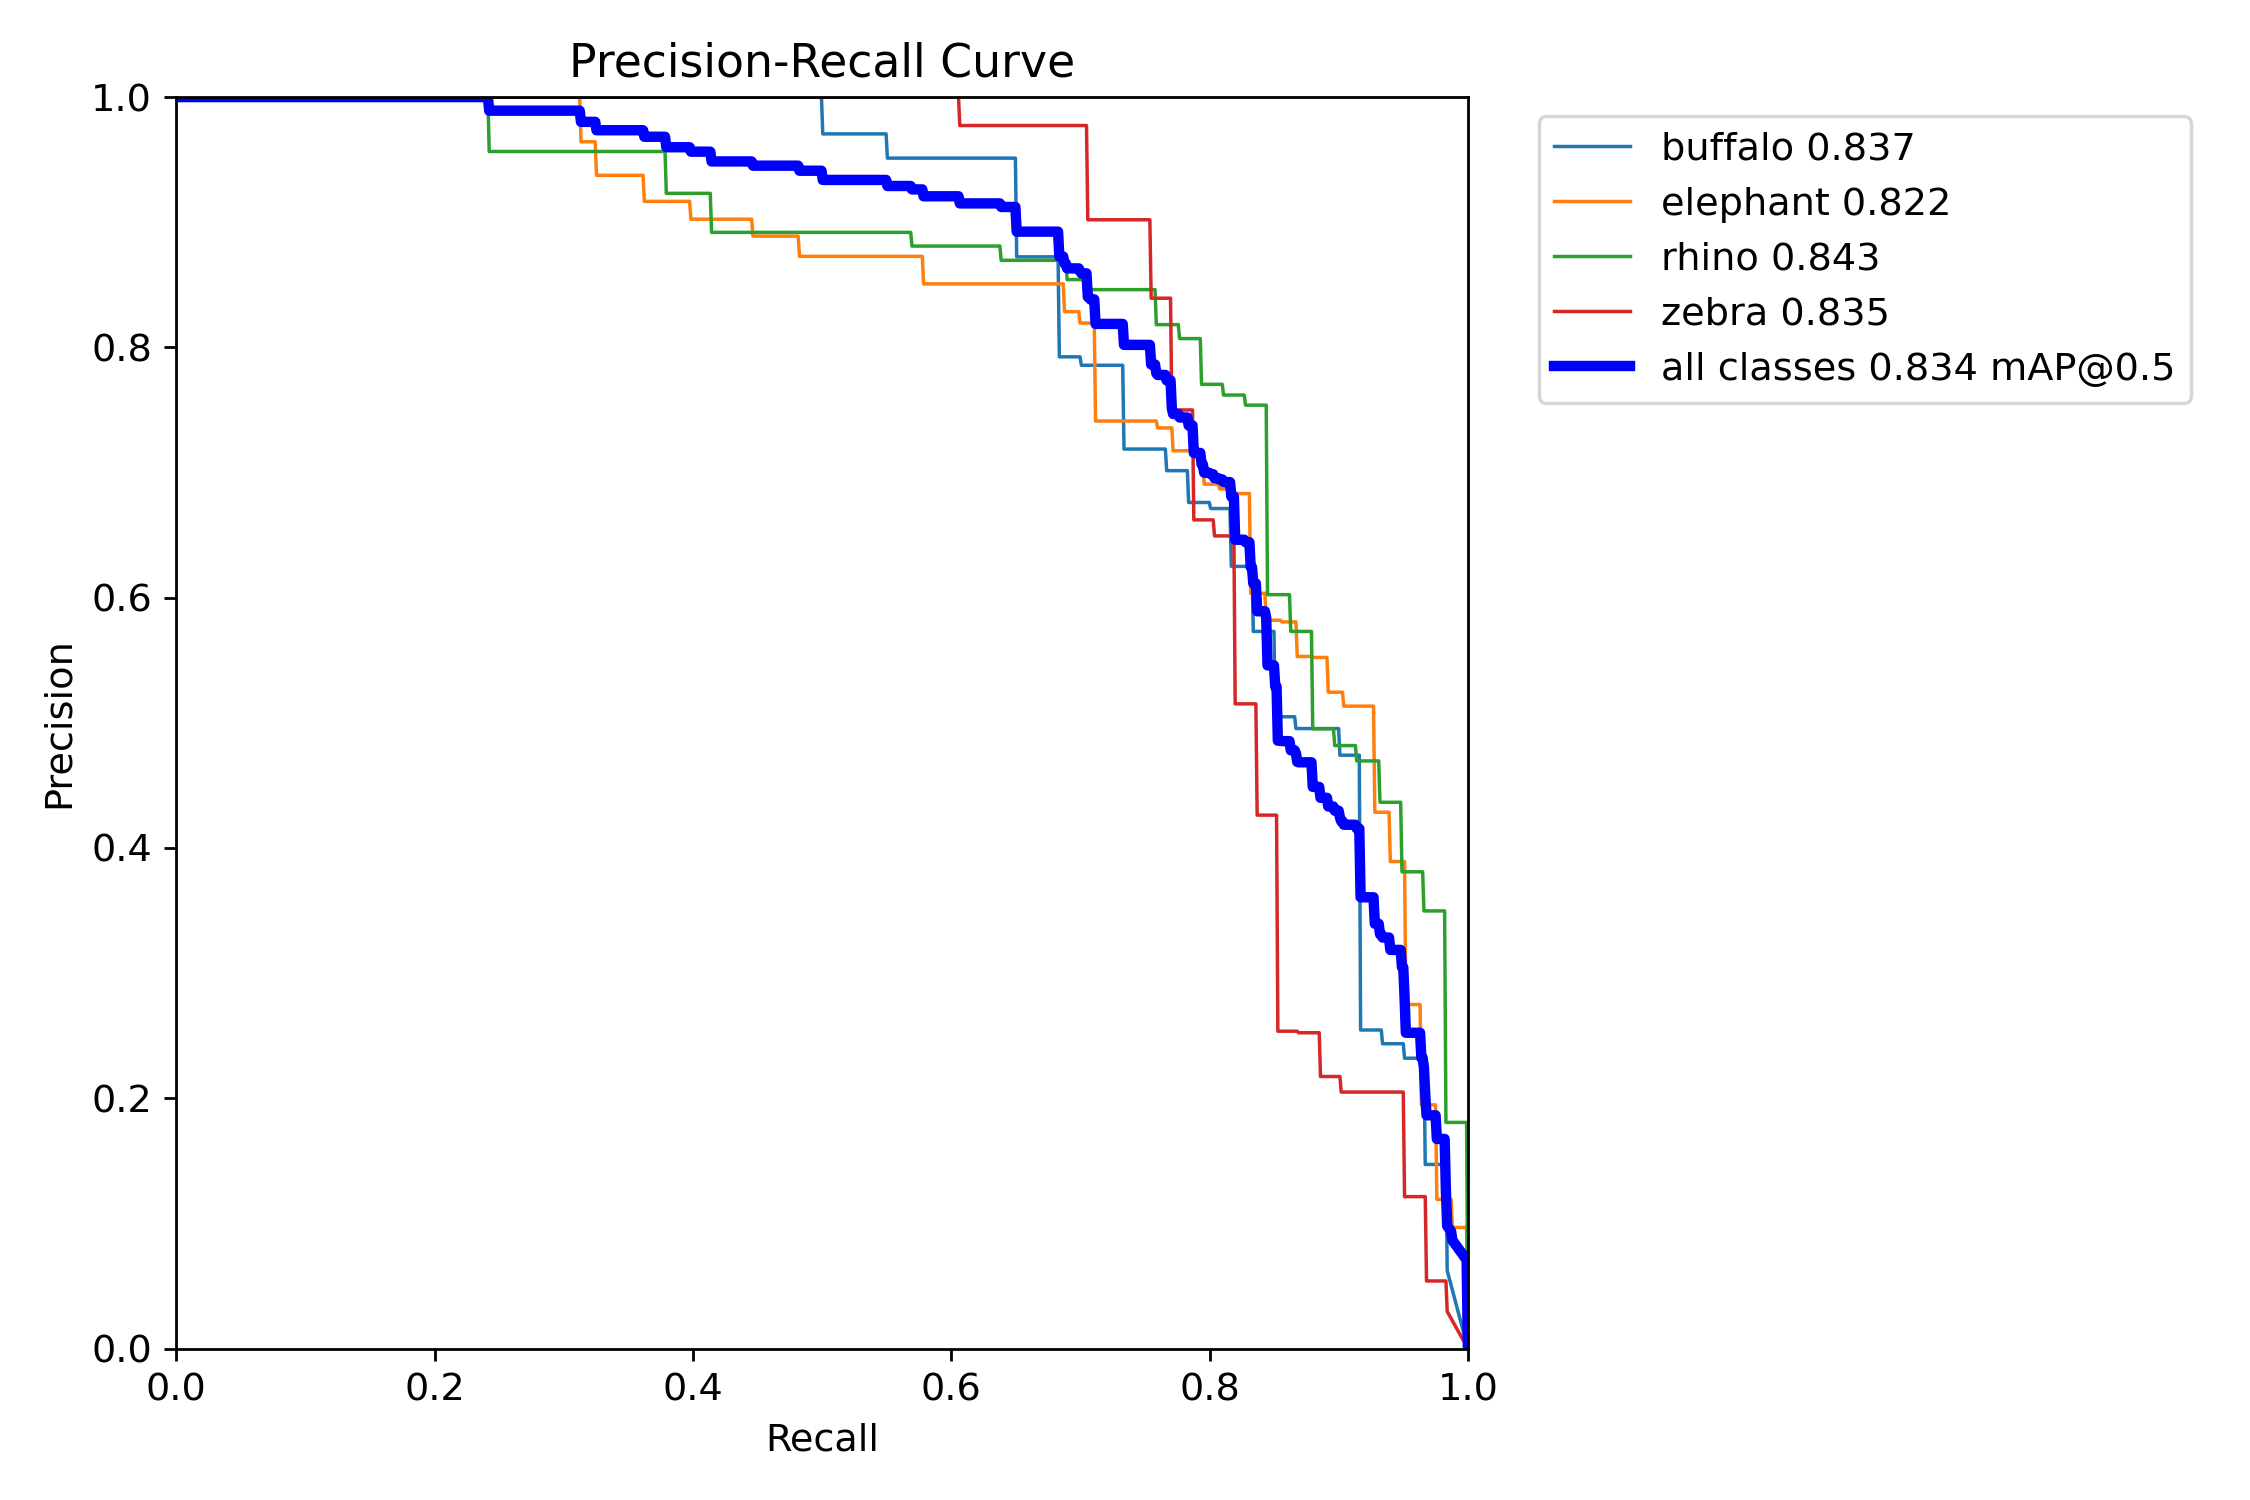 Precision-Recall Curve
1.0
0.8
0.6
0.4
0.2
0.0
Precision
0.0 0.2 0.4 0.6 0.8 1.0
Recall
buffalo 0.837
elephant 0.822
rhino 0.843
zebra 0.835
all classes 0.834 mAP@0.5